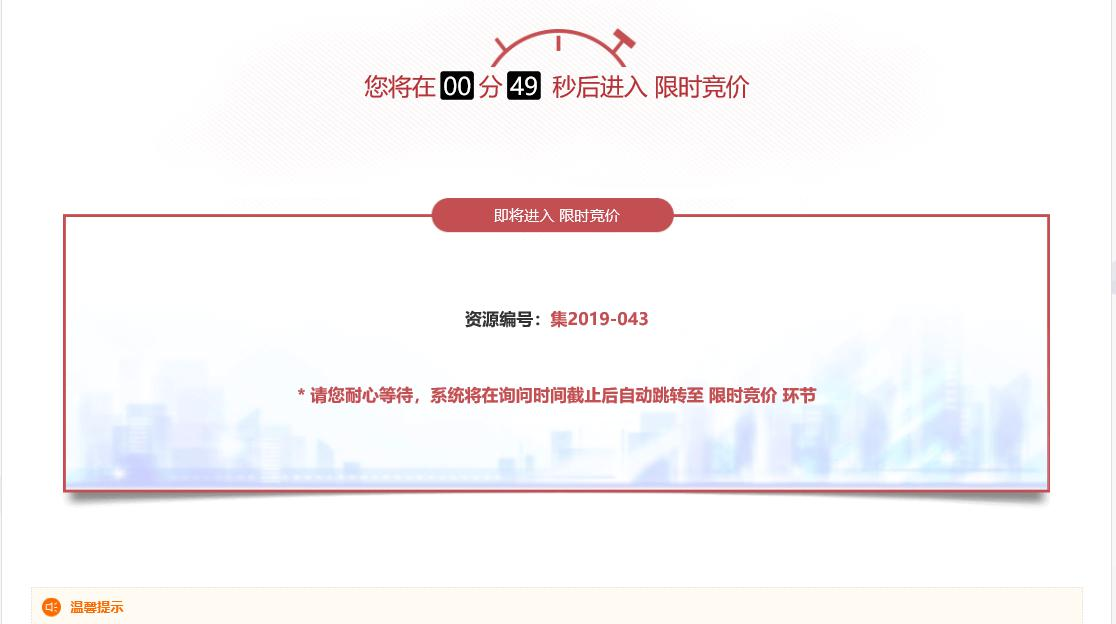 您将在 00 分 49 秒后进入 限时竞价
即将进入 限时竞价
资源编号：集2019-043
* 请您耐心等待，系统将在询问时间截止后自动跳转至 限时竞价 环节
温馨提示